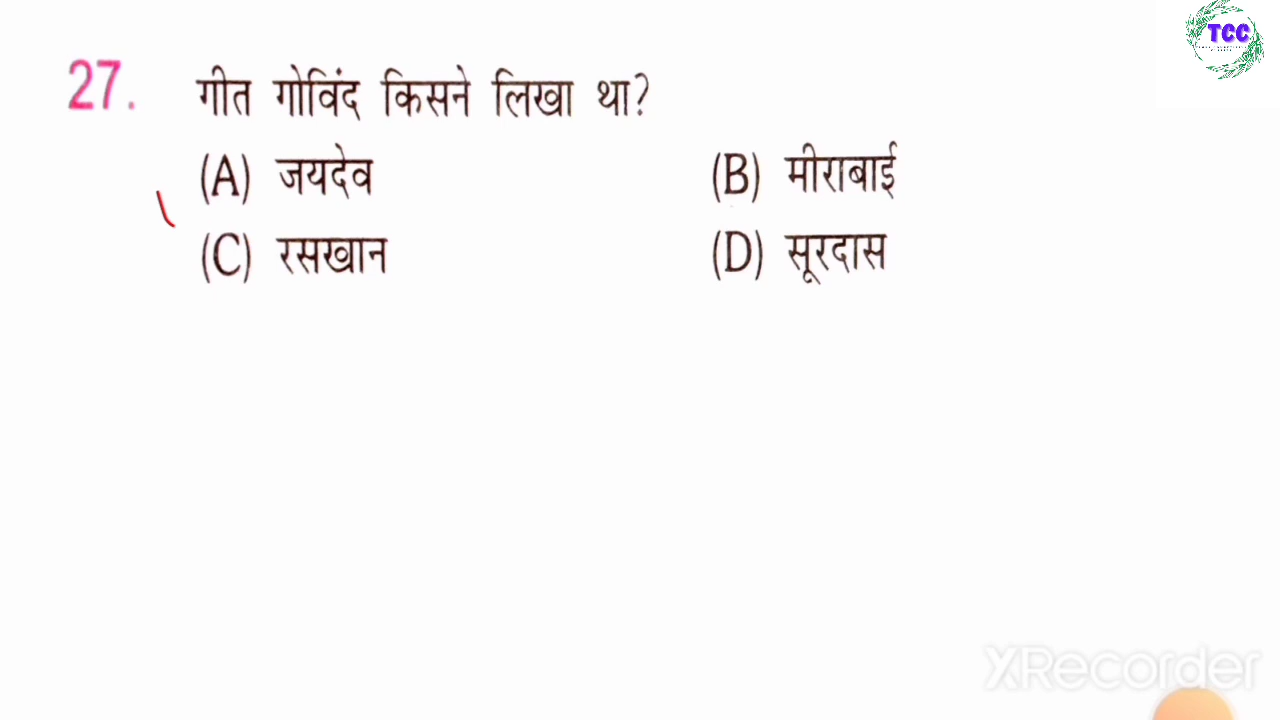 TCC
27. गीत गोविंद किसने लिखा था?
(A) जयदेव (B) मीराबाई
(C) रसखान (D) सूरदास
XRecorder